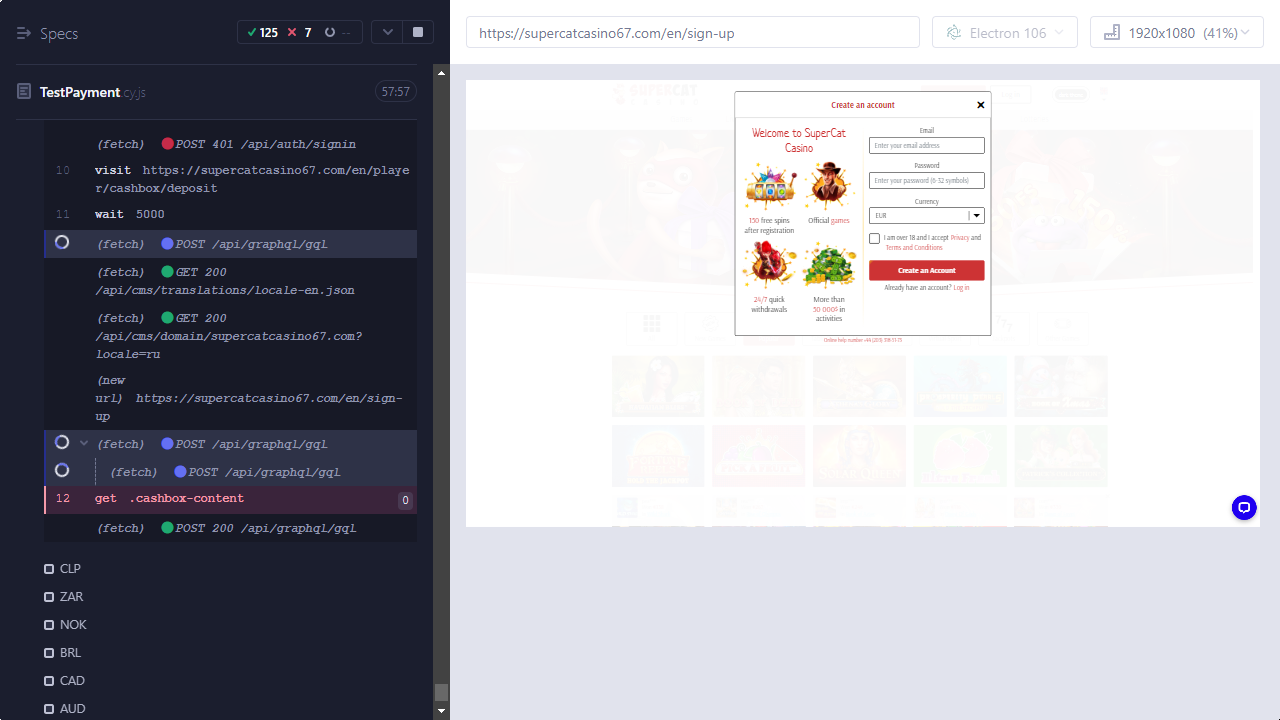 Specs
125
7
--
TestPayment.cy.js
57:57
(fetch) POST 401 /api/auth/signin
10 visit https://supercatcasino67.com/en/playe
r/cashbox/deposit
11 wait 5000
(fetch) POST /api/graphql/gql
(fetch) GET 200
/api/cms/translation/locale-en.json
(fetch) GET 200
/api/cms/domain/supercatcasino67.com?
locale=ru
(new
url) https://supercatcasino67.com/en/sign-
up
(fetch) POST /api/graphql/gql
(fetch) POST /api/graphql/gql
12 get .cashbox-content
0
(fetch) POST 200 /api/graphql/gql
CLP
ZAR
NOK
BRL
CAD
AUD
https://supercatcasino67.com/en/sign-up
Electron 106
1920x1080 (41%)
SUPERCAT
Create an account
Welcome to SuperCat
Casino
150 free spins
after registration
Official games
24/7 quick
withdrawals
More than
50 000$ in
activities
Email
Enter your email address
Password
Enter your password (6-32 symbols)
Currency
EUR
I am over 18 and I accept Privacy and
Terms and Conditions
Create an Account
Already have an account? Log in